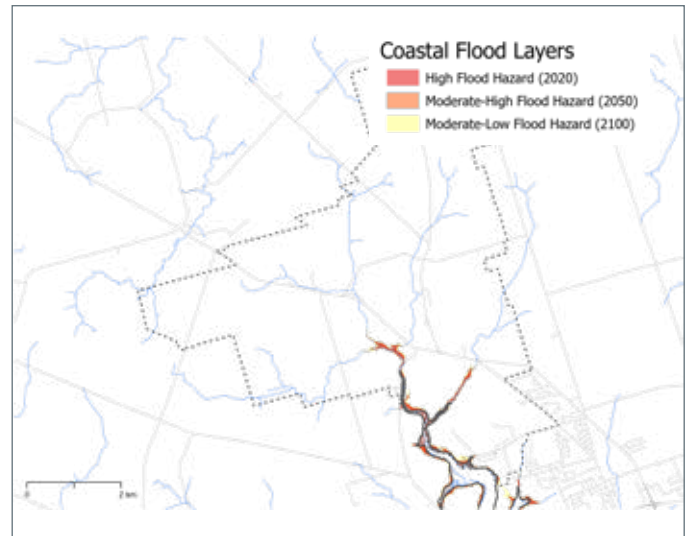 Coastal Flood Layers
High Flood Hazard (2020)
Moderate-High Flood Hazard (2050)
Moderate-Low Flood Hazard (2100)
0 2 km